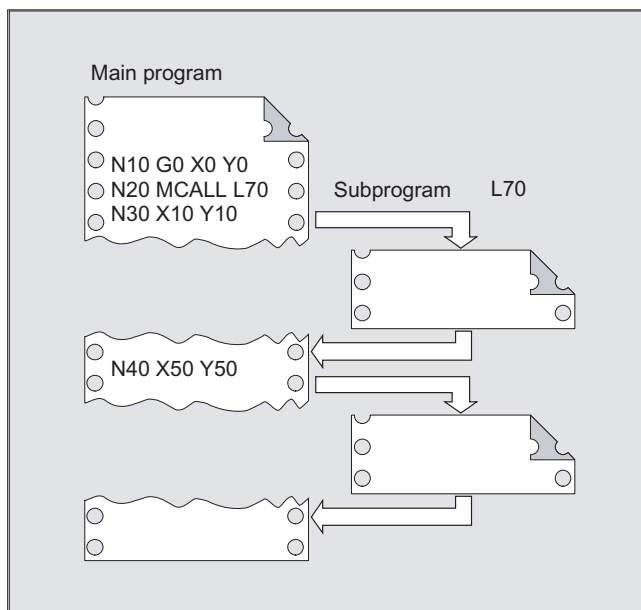 Main program
N10 G0 X0 Y0
N20 MCALL L70
N30 X10 Y10
Subprogram L70
N40 X50 Y50